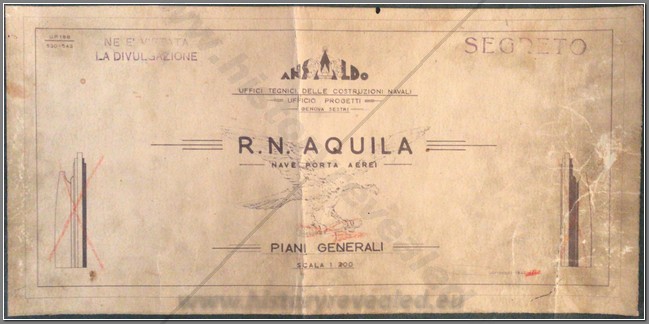 NE E' VIETATA
LA DIVULGAZIONE
SEGRETO
ANSALDO
UFFICI TECNICI DELLE COSTRUZIONI NAVALI
UFFICIO PROGETTI
GENOVA SESTRI
R.N. AQUILA
NAVE PORTA AEREI
PIANI GENERALI
SCALA 1:200
www.historyrevealed.eu